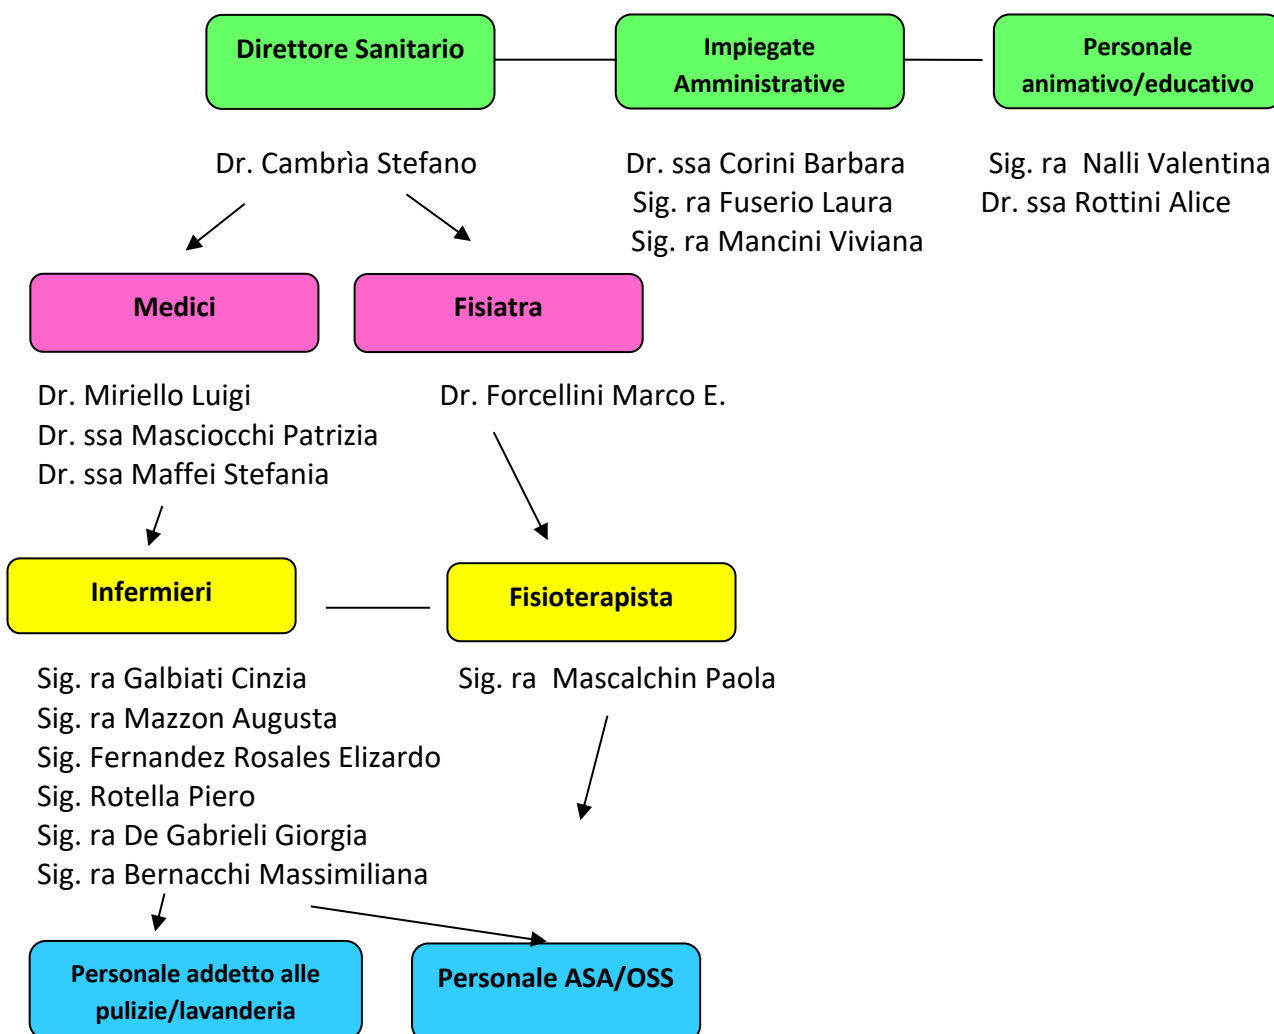 Direttore Sanitario
Impiegate
Amministrative
Personale
animativo/educativo
Dr. Cambrìa Stefano
Dr. ssa Corini Barbara
Sig. ra Fuserio Laura
Sig. ra Mancini Viviana
Sig. ra  Nalli Valentina
Dr. ssa Rottini Alice
Medici
Fisiatra
Dr. Miriello Luigi
Dr. ssa Masciocchi Patrizia
Dr. ssa Maffei Stefania
Dr. Forcellini Marco E.
Infermieri
Fisioterapista
Sig. ra Galbiati Cinzia
Sig. ra Mazzon Augusta
Sig. Fernandez Rosales Elizardo
Sig. Rotella Piero
Sig. ra De Gabrieli Giorgia
Sig. ra Bernacchi Massimiliana
Sig. ra  Mascalchin Paola
Personale addetto alle
pulizie/lavanderia
Personale ASA/OSS